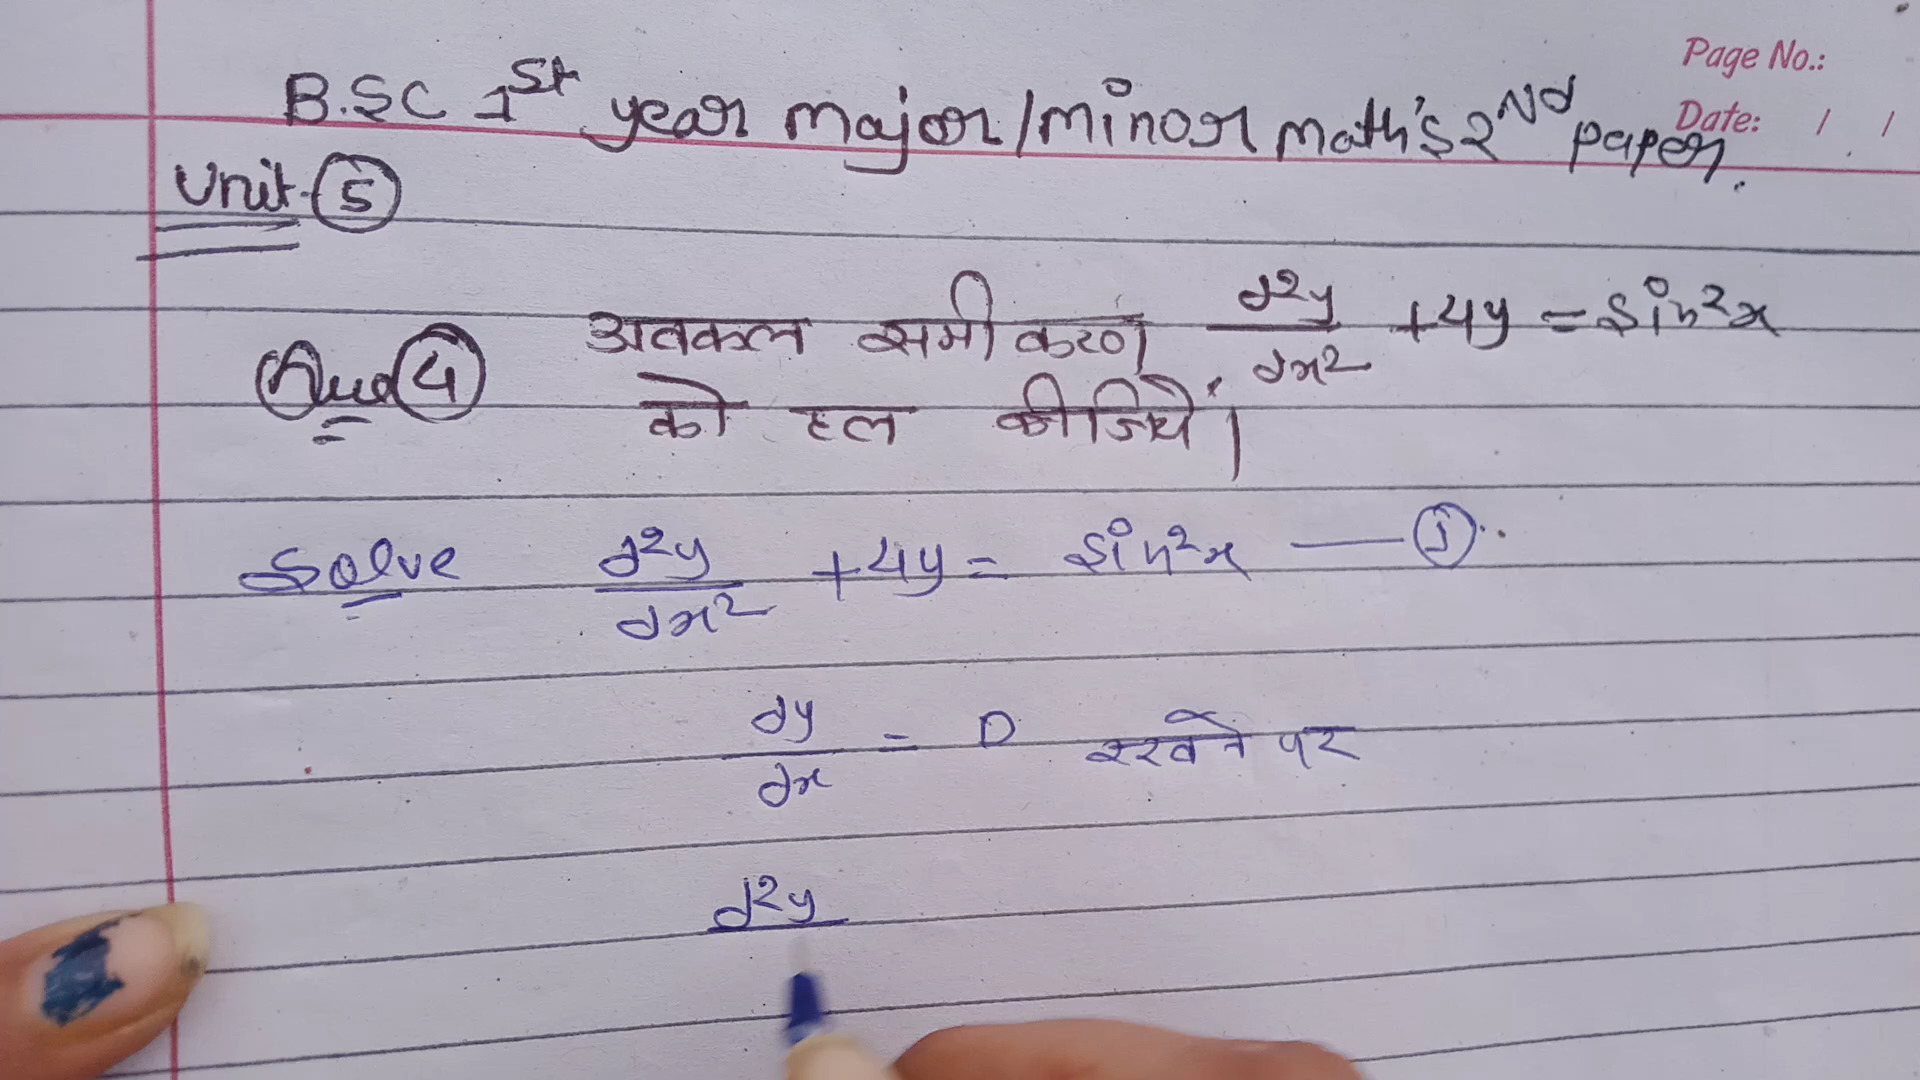 Page No.:
Date: / /
B.SC 1st year major/minor math's 2Nd paper.
Unit-⑤
Que ④ अवकल समीकरण d²y/dx² +4y = sin²x
को हल कीजिये।
Solve d²y/dx² +4y = sin²x — ①
dy/dx = D रखने पर
d²y